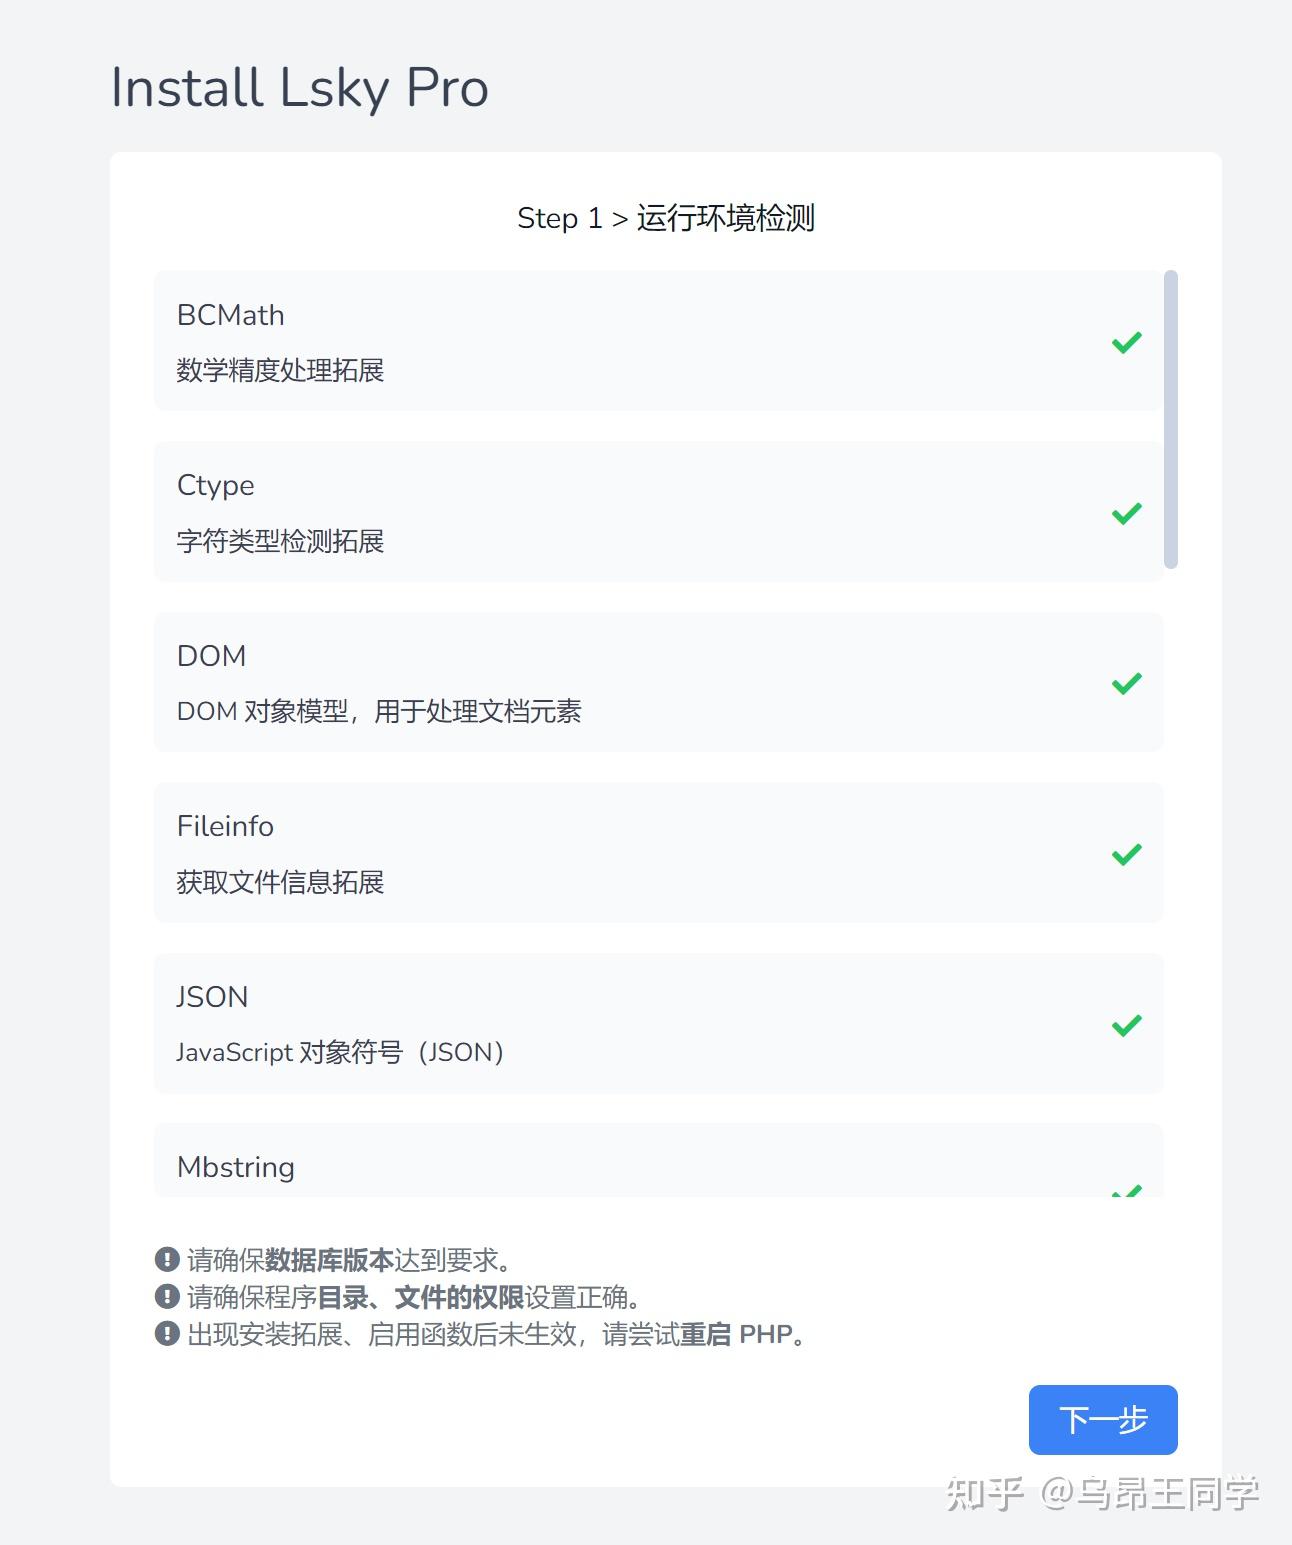 Install Lsky Pro
Step 1 > 运行环境检测
BCMath
数学精度处理拓展
Ctype
字符类型检测拓展
DOM
DOM 对象模型，用于处理文档元素
Fileinfo
获取文件信息拓展
JSON
JavaScript 对象符号（JSON）
Mbstring
请确保数据库版本达到要求。
请确保程序目录、文件的权限设置正确。
出现安装拓展、启用函数后未生效，请尝试重启 PHP。
下一步
知乎 @乌昂王同学